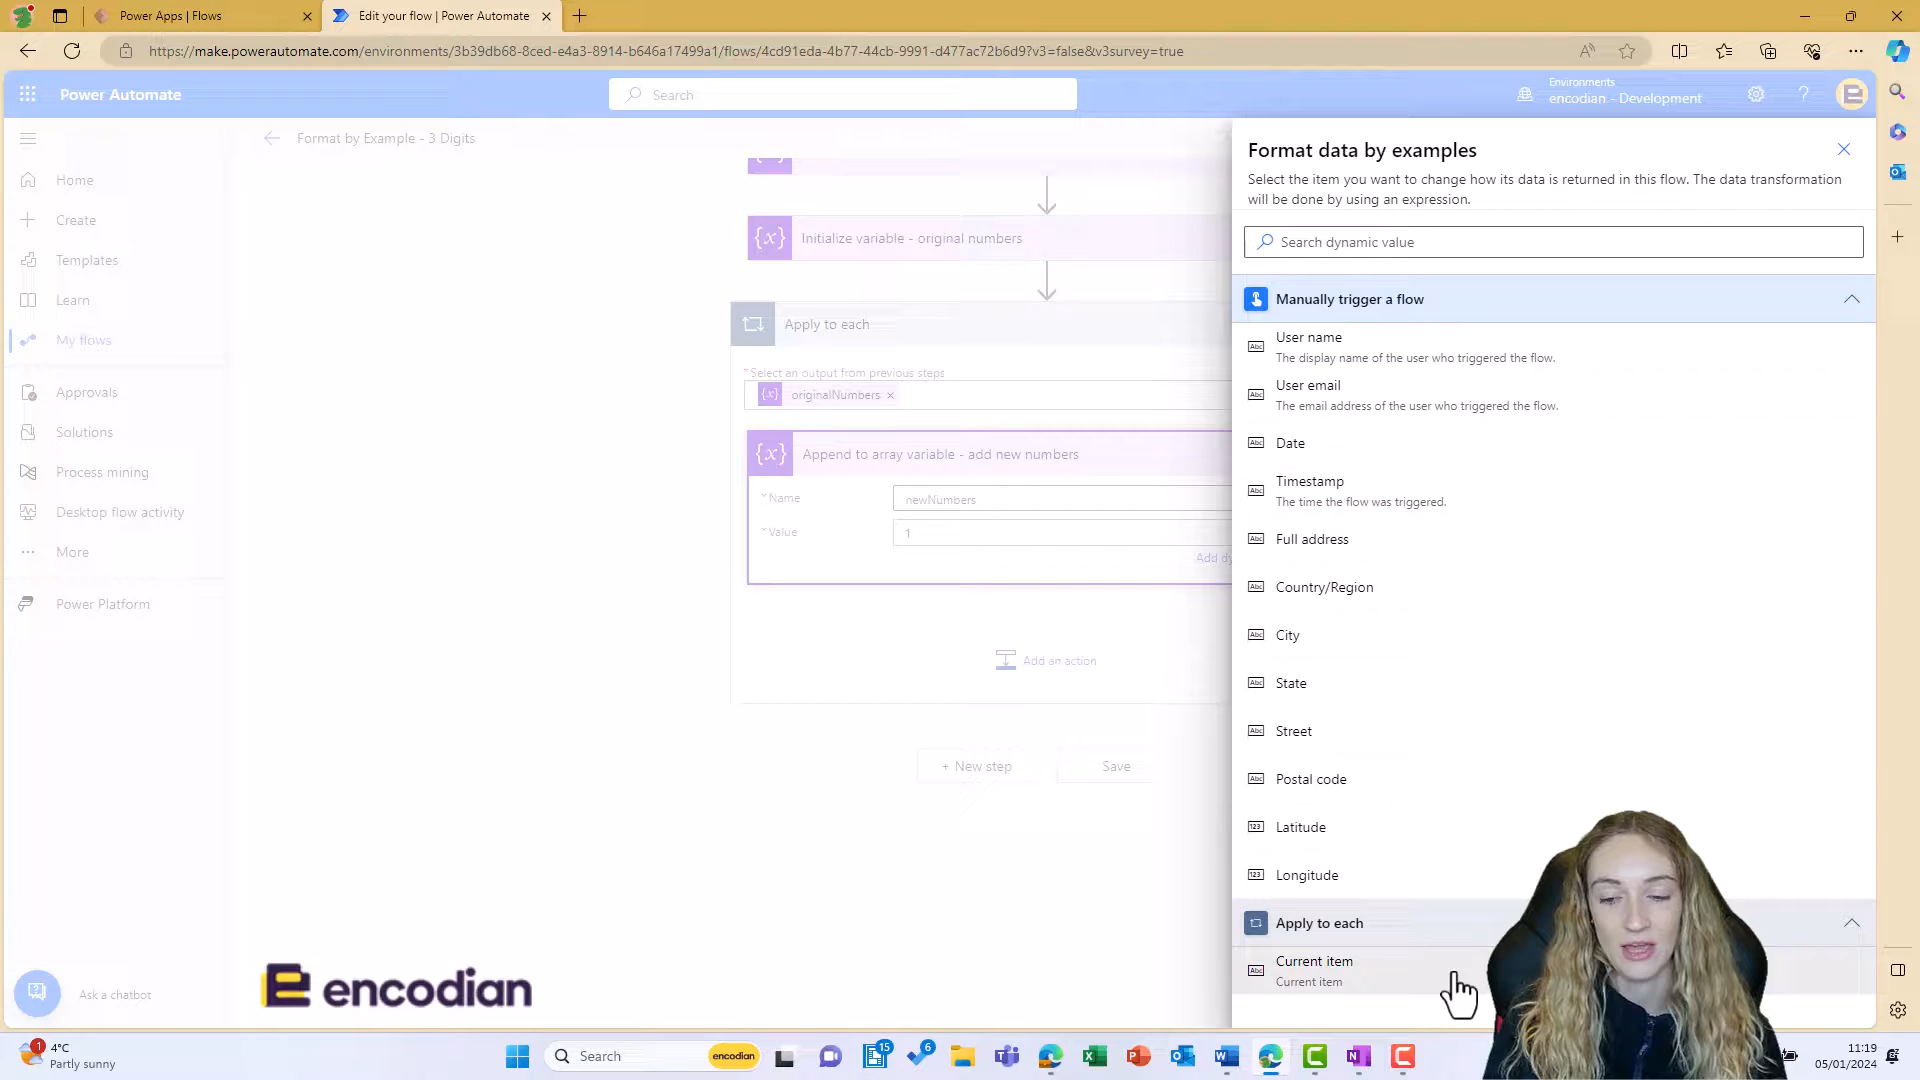 Power Apps | Flows
Edit your flow | Power Automate
https://make.powerautomate.com/environments/3b39db68-8ced-e4a3-8914-b646a17499a1/flows/4cd91eda-4b77-44cb-9991-d477ac72b6d9?v3=false&v3survey=true
Power Automate
Search
Environments
encodian - Development
Home
Create
Templates
Learn
My flows
Approvals
Solutions
Process mining
Desktop flow activity
More
Power Platform
Ask a chatbot
Format by Example - 3 Digits
Initialize variable - original numbers
Apply to each
* Select an output from previous steps
originalNumbers
Append to array variable - add new numbers
* Name
newNumbers
* Value
1
Add dy
Add an action
+ New step
Save
encodian
Format data by examples
Select the item you want to change how its data is returned in this flow. The data transformation
will be done by using an expression.
Search dynamic value
Manually trigger a flow
User name
The display name of the user who triggered the flow.
User email
The email address of the user who triggered the flow.
Date
Timestamp
The time the flow was triggered.
Full address
Country/Region
City
State
Street
Postal code
Latitude
Longitude
Apply to each
Current item
Current item
1
4°C
Partly sunny
Search
encodian
15
6
11:19
05/01/2024